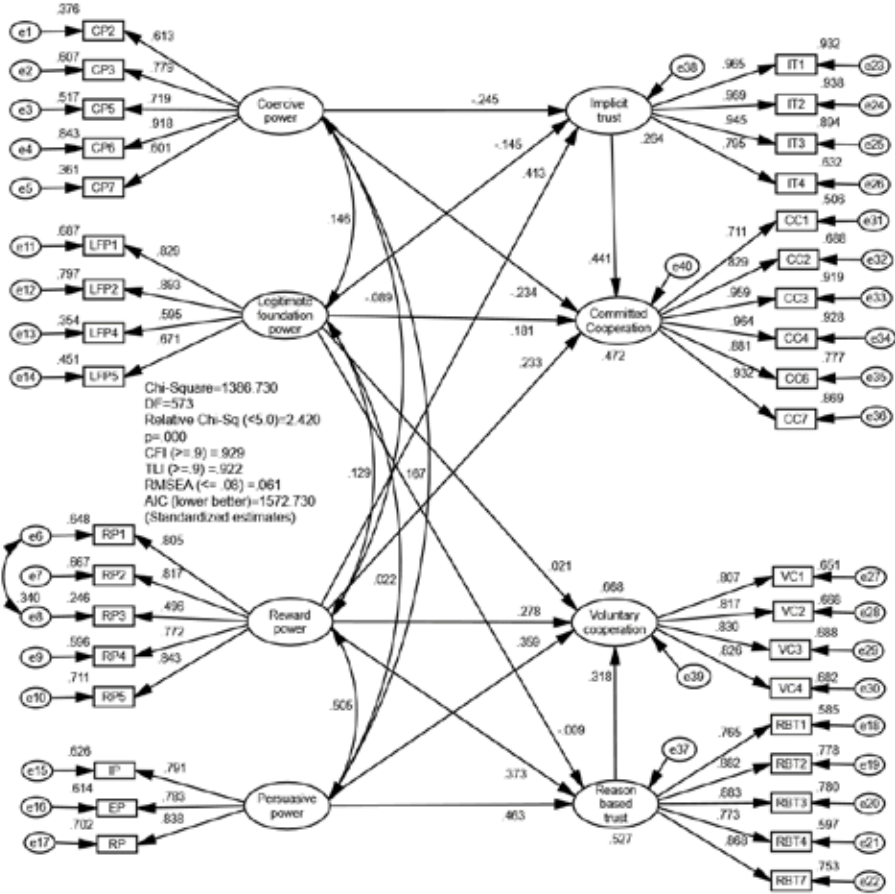 .376
e1
CP2
.613
.607
e2
CP3
.779
.517
e3
CP5
.719
.843
e4
CP6
.918
.361
e5
CP7
.601
Coercive
power
.687
e11
LFP1
.829
.797
e12
LFP2
.893
.354
e13
LFP4
.595
.451
e14
LFP5
.671
Legitimate
foundation
power
Chi-Square=1386.730
DF=573
Relative Chi-Sq (<5.0)=2.420
p=.000
CFI (>=.9) =.929
TLI (>=.9) =.922
RMSEA (<= .08) =.061
AIC (lower better)=1572.730
(Standardized estimates)
.648
e6
RP1
.805
.667
e7
RP2
.817
.340
.246
e8
RP3
.496
.596
e9
RP4
.772
.711
e10
RP5
.843
Reward
power
.626
e15
IP
.791
.614
e16
EP
.783
.702
e17
RP
.838
Persuasive
power
-.245
-.145
.413
.146
-.089
-.234
.181
.233
.129
.167
.022
.021
.278
.359
.505
-.009
.373
.463
.441
.318
e38
Implicit
trust
.264
.932
.965
IT1
e23
.938
.969
IT2
e24
.894
.945
IT3
e25
.632
.795
IT4
e26
e40
Committed
Cooperation
.472
.506
.711
CC1
e31
.688
.829
CC2
e32
.919
.959
CC3
e33
.928
.964
CC4
e34
.777
.881
CC6
e35
.869
.932
CC7
e36
.668
Voluntary
cooperation
e39
.651
.807
VC1
e27
.666
.817
VC2
e28
.688
.830
VC3
e29
.682
.826
VC4
e30
e37
Reason
based
trust
.527
.585
.765
RBT1
e18
.778
.882
RBT2
e19
.780
.883
RBT3
e20
.597
.773
RBT4
e21
.753
.868
RBT7
e22